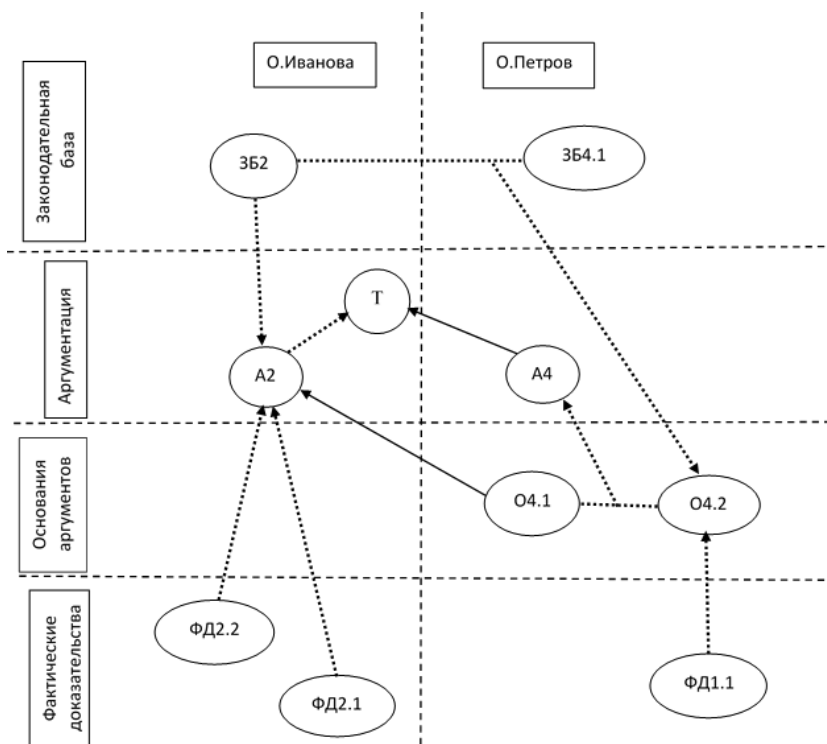 О.Иванова
О.Петров
Законодательная
база
ЗБ2
ЗБ4.1
Аргументация
Т
А2
А4
Основания
аргументов
О4.1
О4.2
Фактические
доказательства
ФД2.2
ФД2.1
ФД1.1